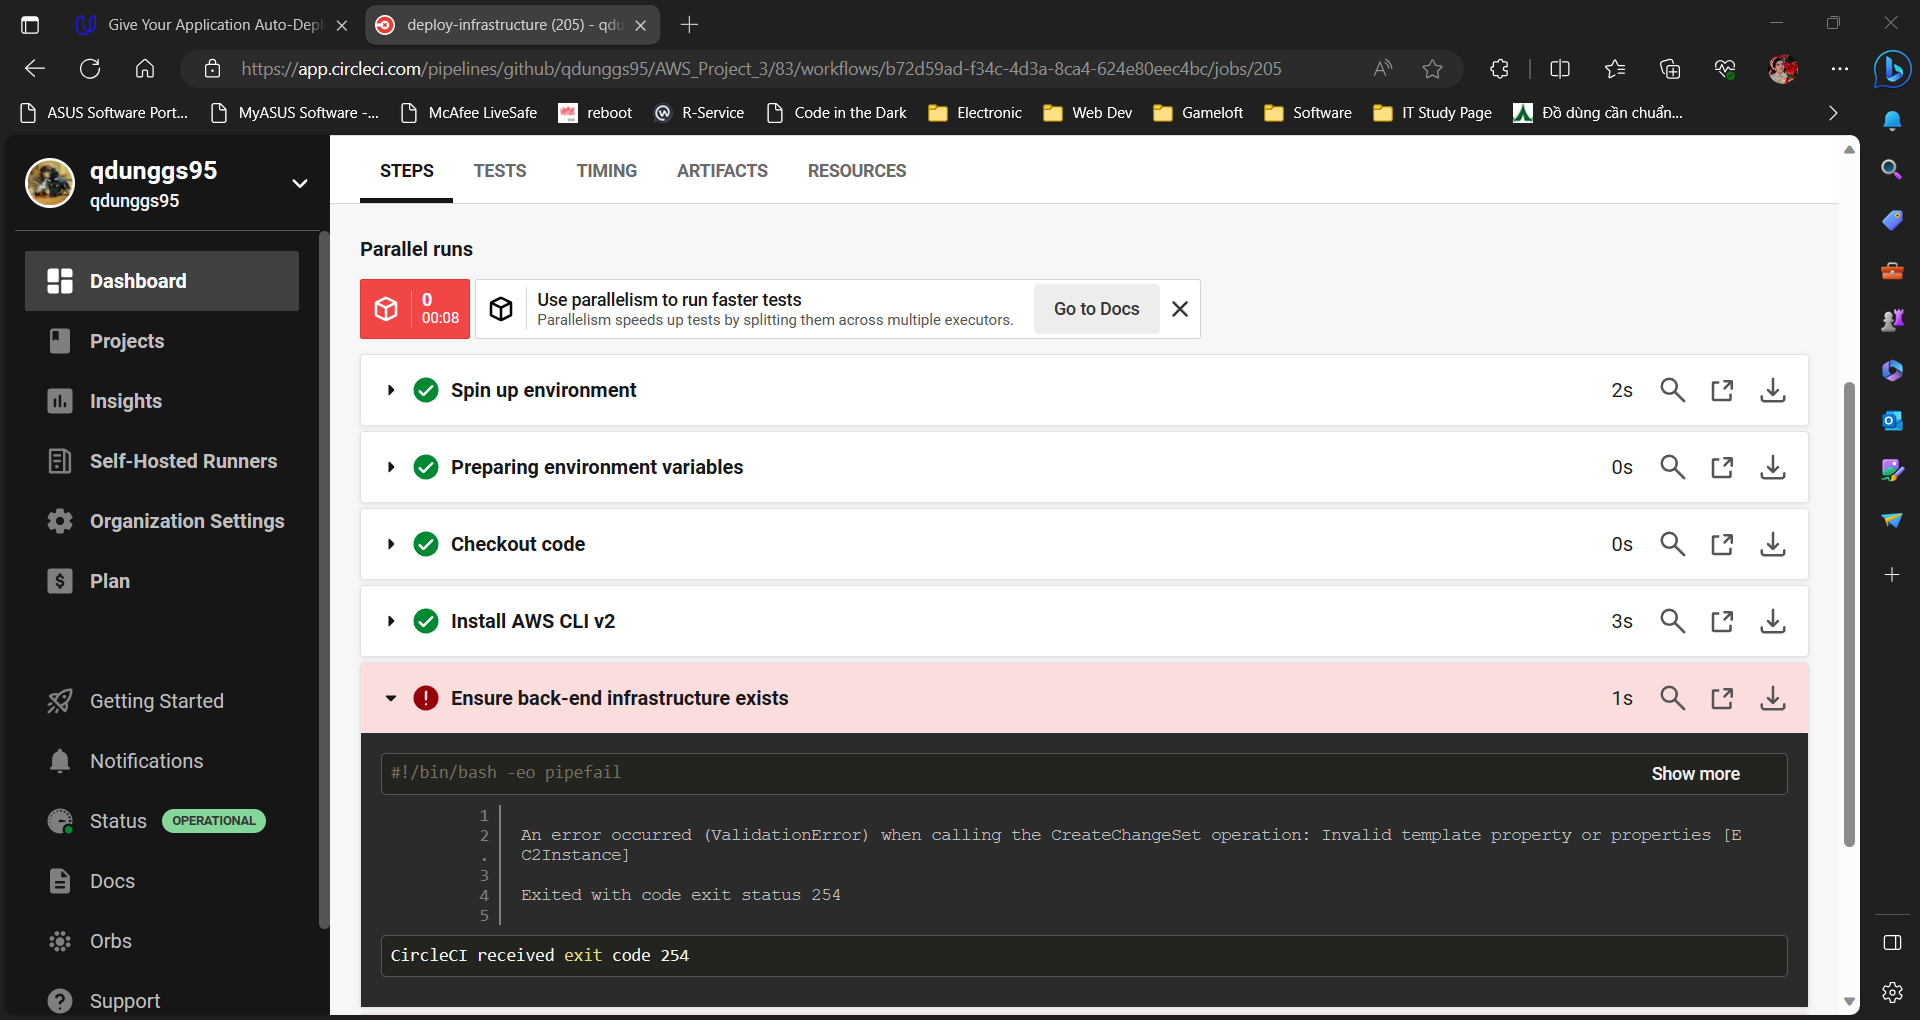 Give Your Application Auto-Depl
deploy-infrastructure (205) - qdu
https://app.circleci.com/pipelines/github/qdunggs95/AWS_Project_3/83/workflows/b72d59ad-f34c-4d3a-8ca4-624e80eec4bc/jobs/205
ASUS Software Port...
MyASUS Software -...
McAfee LiveSafe
reboot
R-Service
Code in the Dark
Electronic
Web Dev
Gameloft
Software
IT Study Page
Đồ dùng cần chuẩn...
qdunggs95
qdunggs95
Dashboard
Projects
Insights
Self-Hosted Runners
Organization Settings
Plan
Getting Started
Notifications
Status OPERATIONAL
Docs
Orbs
Support
STEPS TESTS TIMING ARTIFACTS RESOURCES
Parallel runs
0
00:08
Use parallelism to run faster tests
Parallelism speeds up tests by splitting them across multiple executors.
Go to Docs
Spin up environment 2s
Preparing environment variables 0s
Checkout code 0s
Install AWS CLI v2 3s
Ensure back-end infrastructure exists 1s
#!/bin/bash -eo pipefail Show more
1
2 An error occurred (ValidationError) when calling the CreateChangeSet operation: Invalid template property or properties [E
. C2Instance]
3
4 Exited with code exit status 254
5
CircleCI received exit code 254